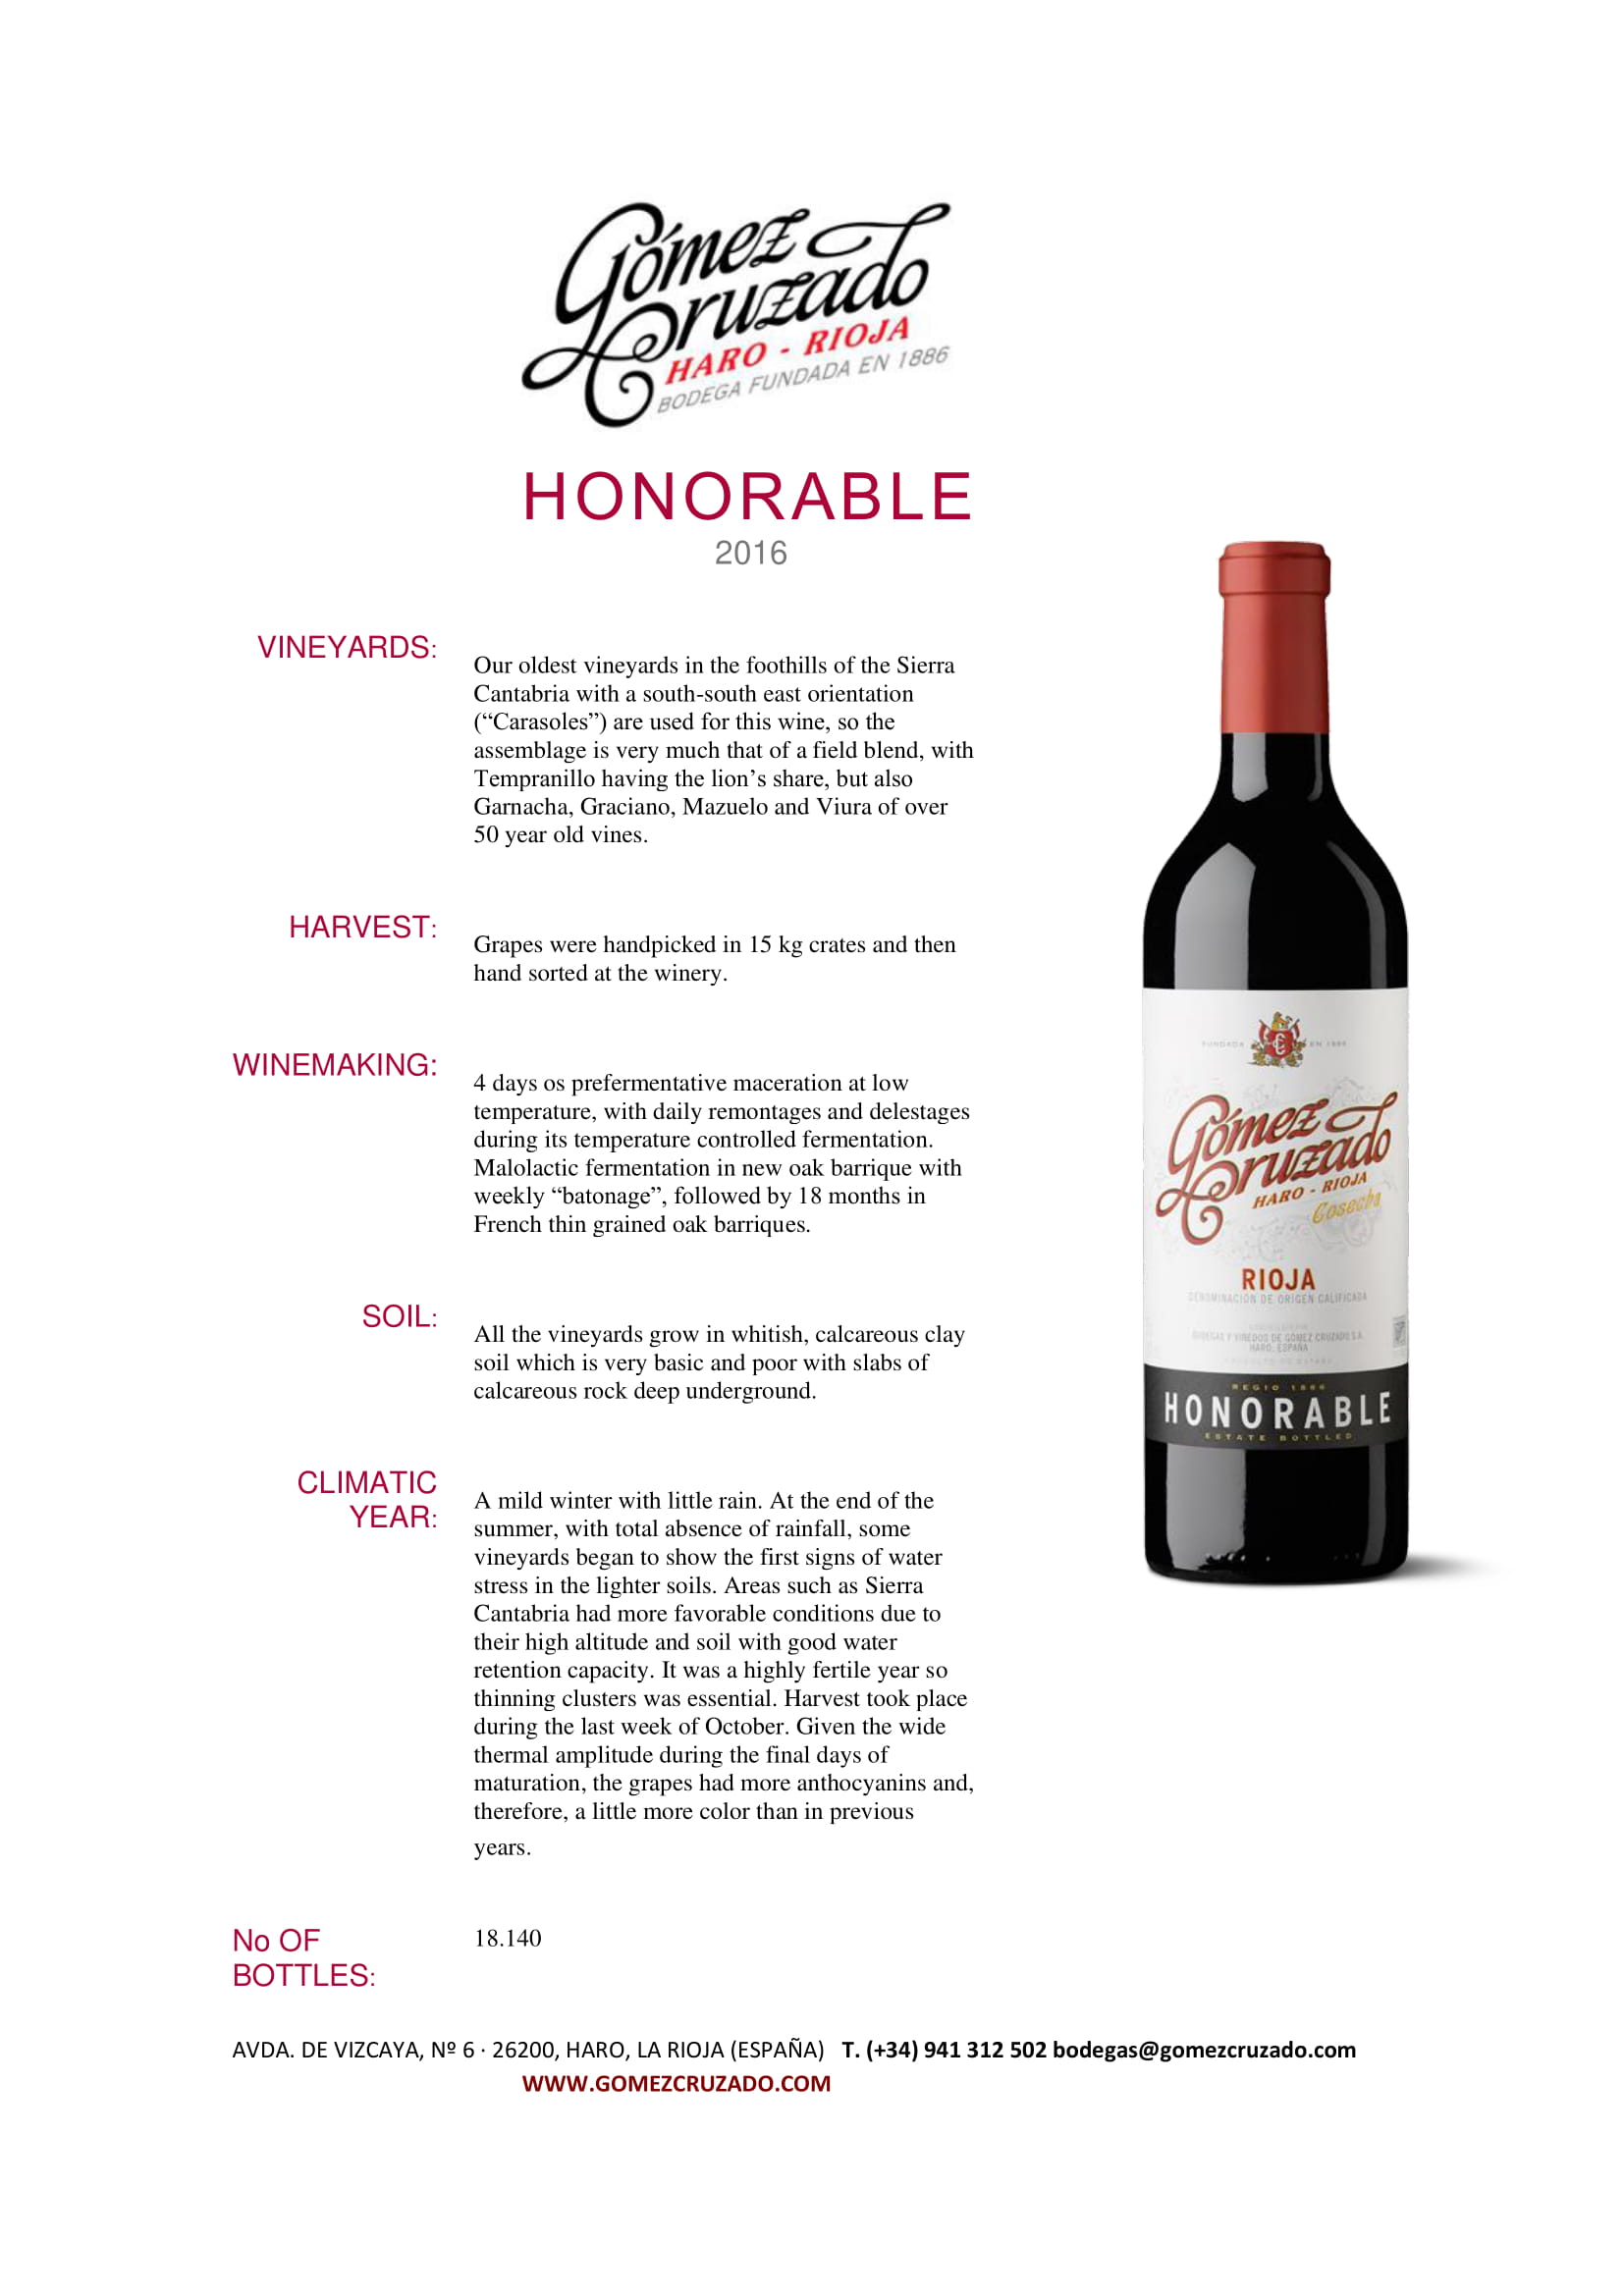 Gómez
Cruzado
HARO - RIOJA
BODEGA FUNDADA EN 1886
HONORABLE
2016
VINEYARDS:
Our oldest vineyards in the foothills of the Sierra
Cantabria with a south-south east orientation
(“Carasoles”) are used for this wine, so the
assemblage is very much that of a field blend, with
Tempranillo having the lion’s share, but also
Garnacha, Graciano, Mazuelo and Viura of over
50 year old vines.
HARVEST:
Grapes were handpicked in 15 kg crates and then
hand sorted at the winery.
WINEMAKING:
4 days os prefermentative maceration at low
temperature, with daily remontages and delestages
during its temperature controlled fermentation.
Malolactic fermentation in new oak barrique with
weekly “batonage”, followed by 18 months in
French thin grained oak barriques.
SOIL:
All the vineyards grow in whitish, calcareous clay
soil which is very basic and poor with slabs of
calcareous rock deep underground.
CLIMATIC
YEAR:
A mild winter with little rain. At the end of the
summer, with total absence of rainfall, some
vineyards began to show the first signs of water
stress in the lighter soils. Areas such as Sierra
Cantabria had more favorable conditions due to
their high altitude and soil with good water
retention capacity. It was a highly fertile year so
thinning clusters was essential. Harvest took place
during the last week of October. Given the wide
thermal amplitude during the final days of
maturation, the grapes had more anthocyanins and,
therefore, a little more color than in previous
years.
No OF
BOTTLES:
18.140
FUNDADA EN 1886
Gómez
Cruzado
HARO - RIOJA
Cosecha
RIOJA
DENOMINACIÓN DE ORIGEN CALIFICADA
BODEGAS Y VIÑEDOS DE GÓMEZ CRUZADO S.A.
HARO, ESPAÑA
REGIO 1886
HONORABLE
ESTATE BOTTLED
AVDA. DE VIZCAYA, Nº 6 · 26200, HARO, LA RIOJA (ESPAÑA) T. (+34) 941 312 502 bodegas@gomezcruzado.com
WWW.GOMEZCRUZADO.COM